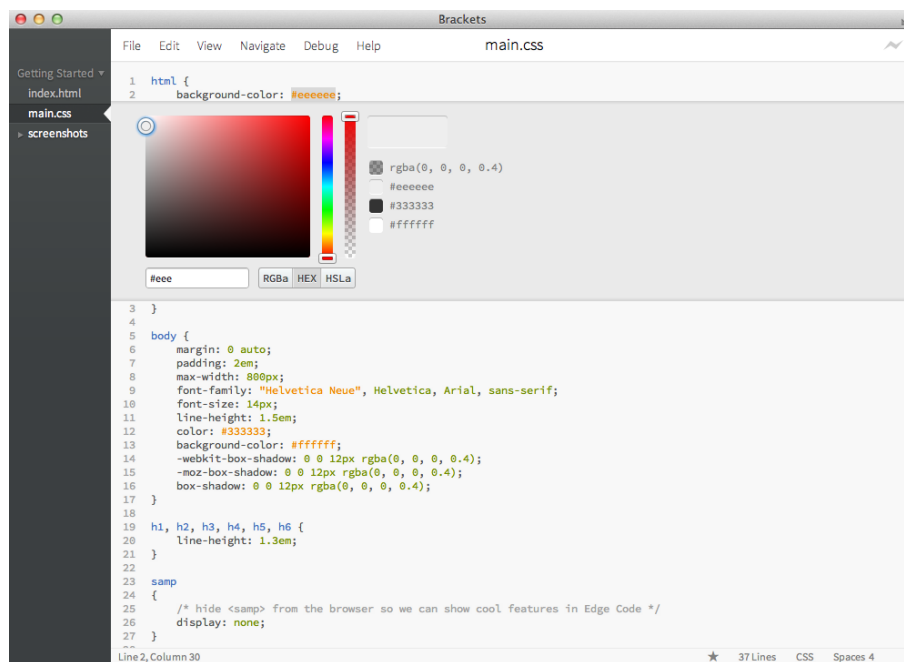 Brackets
File Edit View Navigate Debug Help main.css
Getting Started
index.html
main.css
screenshots
1 html {
2 background-color: #eeeeee;
rgba(0, 0, 0, 0.4)
#eeeeee
#333333
#ffffff
#eee RGBa HEX HSLa
3 }
4
5 body {
6 margin: 0 auto;
7 padding: 2em;
8 max-width: 800px;
9 font-family: "Helvetica Neue", Helvetica, Arial, sans-serif;
10 font-size: 14px;
11 line-height: 1.5em;
12 color: #333333;
13 background-color: #ffffff;
14 -webkit-box-shadow: 0 0 12px rgba(0, 0, 0, 0.4);
15 -moz-box-shadow: 0 0 12px rgba(0, 0, 0, 0.4);
16 box-shadow: 0 0 12px rgba(0, 0, 0, 0.4);
17 }
18
19 h1, h2, h3, h4, h5, h6 {
20 line-height: 1.3em;
21 }
22
23 samp
24 {
25 /* hide <samp> from the browser so we can show cool features in Edge Code */
26 display: none;
27 }
Line 2, Column 30 37 Lines CSS Spaces 4